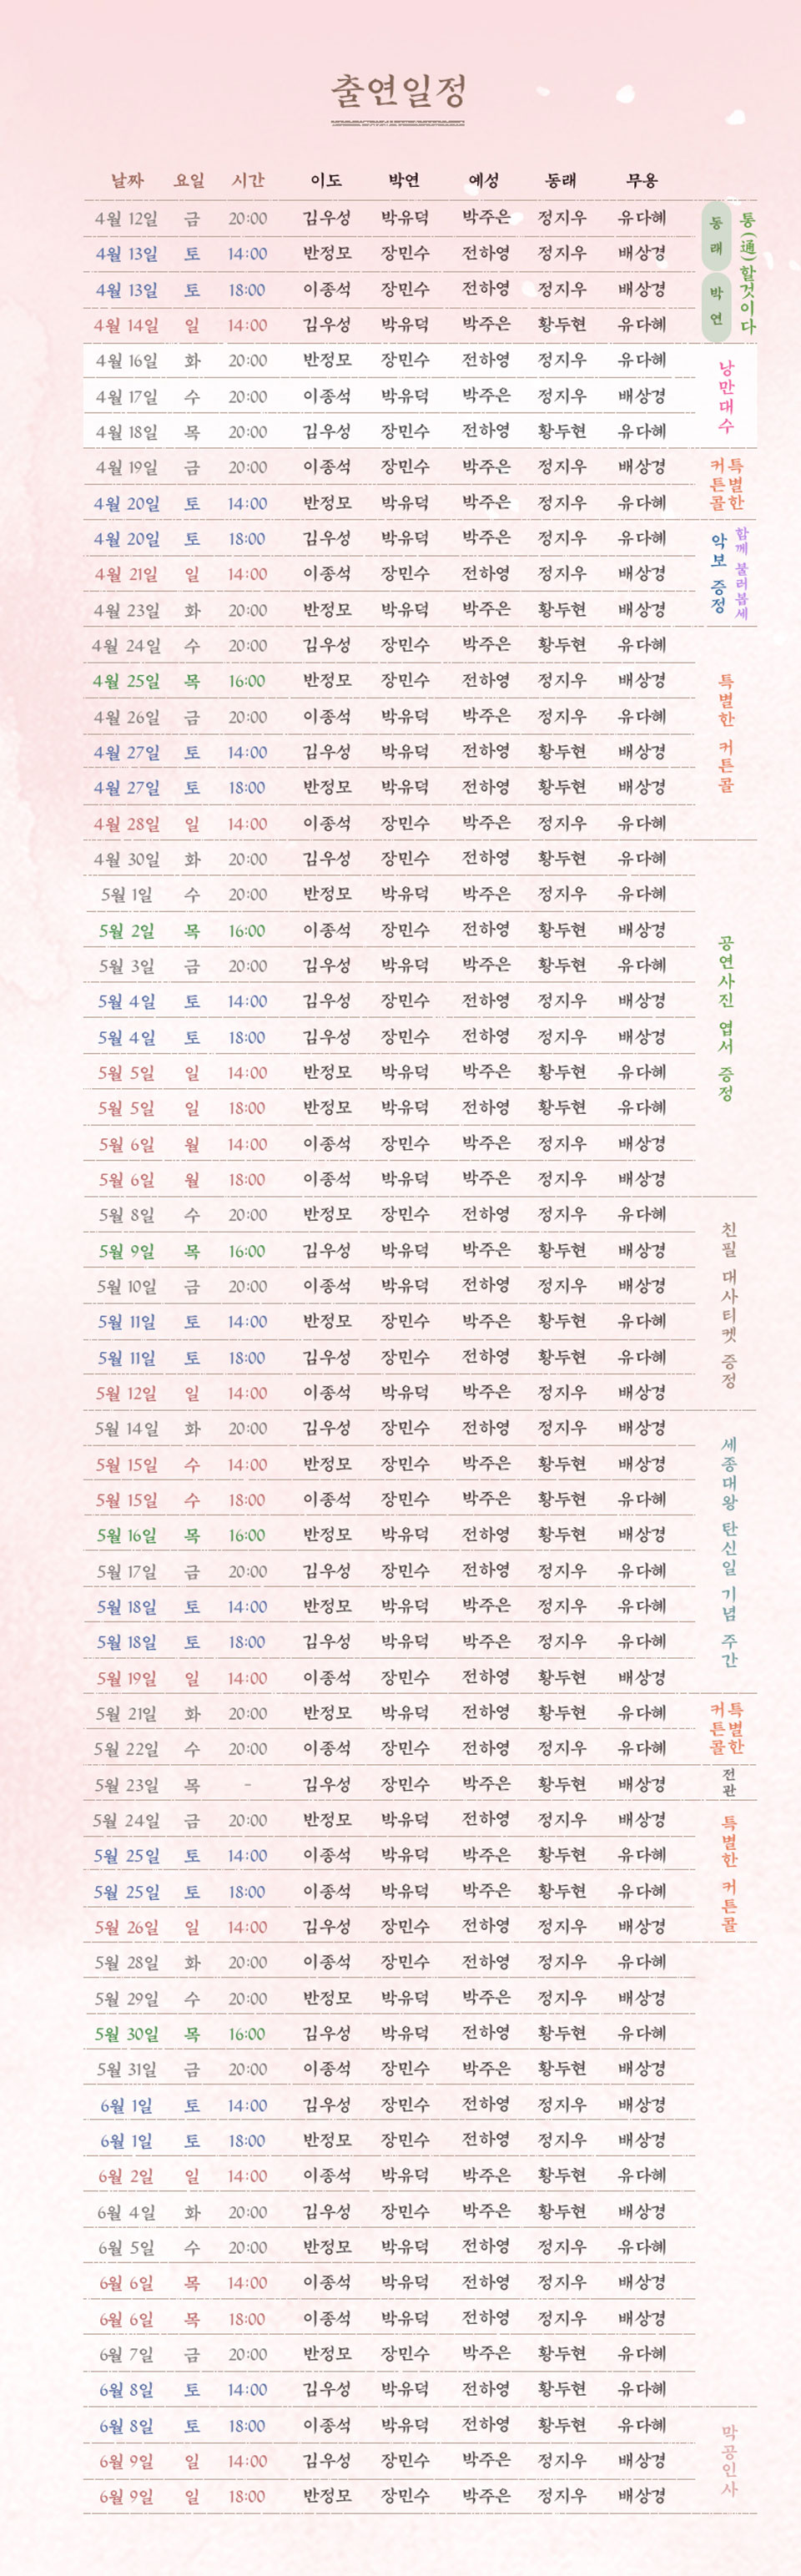 출연일정
날짜 요일 시간 이도 박연 예성 동래 무용
4월 12일 금 20:00 김우성 박유덕 박주은 정지우 유다혜
4월 13일 토 14:00 반정모 장민수 전하영 정지우 배상경
4월 13일 토 18:00 이종석 장민수 전하영 정지우 배상경
4월 14일 일 14:00 김우성 박유덕 박주은 황두현 유다혜
동래
박연
통(通)할것이다
4월 16일 화 20:00 반정모 장민수 전하영 정지우 유다혜
4월 17일 수 20:00 이종석 박유덕 박주은 정지우 배상경
4월 18일 목 20:00 김우성 장민수 전하영 황두현 유다혜
낭만대수
4월 19일 금 20:00 이종석 장민수 박주은 정지우 배상경
4월 20일 토 14:00 반정모 박유덕 박주은 정지우 유다혜
특별한
커튼콜
4월 20일 토 18:00 김우성 박유덕 박주은 정지우 유다혜
4월 21일 일 14:00 이종석 장민수 전하영 정지우 배상경
4월 23일 화 20:00 반정모 박유덕 박주은 황두현 배상경
함께 불러봅세
악보 증정
4월 24일 수 20:00 김우성 장민수 박주은 황두현 유다혜
4월 25일 목 16:00 반정모 장민수 전하영 정지우 배상경
4월 26일 금 20:00 이종석 박유덕 박주은 정지우 유다혜
4월 27일 토 14:00 김우성 박유덕 전하영 황두현 배상경
4월 27일 토 18:00 반정모 박유덕 전하영 황두현 배상경
4월 28일 일 14:00 이종석 장민수 박주은 정지우 유다혜
특별한 커튼콜
4월 30일 화 20:00 김우성 장민수 전하영 황두현 유다혜
5월 1일 수 20:00 반정모 박유덕 박주은 정지우 유다혜
5월 2일 목 16:00 이종석 장민수 전하영 황두현 배상경
5월 3일 금 20:00 김우성 박유덕 박주은 황두현 유다혜
5월 4일 토 14:00 김우성 장민수 전하영 정지우 배상경
5월 4일 토 18:00 김우성 장민수 전하영 정지우 배상경
5월 5일 일 14:00 반정모 박유덕 박주은 황두현 유다혜
5월 5일 일 18:00 반정모 박유덕 전하영 황두현 유다혜
5월 6일 월 14:00 이종석 장민수 박주은 정지우 배상경
5월 6일 월 18:00 이종석 박유덕 박주은 정지우 배상경
공연사진 엽서 증정
5월 8일 수 20:00 반정모 장민수 전하영 정지우 유다혜
5월 9일 목 16:00 김우성 박유덕 박주은 황두현 배상경
5월 10일 금 20:00 이종석 박유덕 전하영 정지우 배상경
5월 11일 토 14:00 반정모 장민수 박주은 황두현 유다혜
5월 11일 토 18:00 김우성 장민수 전하영 황두현 유다혜
5월 12일 일 14:00 이종석 박유덕 박주은 정지우 배상경
친필 대사티켓 증정
5월 14일 화 20:00 김우성 장민수 전하영 정지우 배상경
5월 15일 수 14:00 반정모 장민수 박주은 황두현 배상경
5월 15일 수 18:00 이종석 장민수 박주은 황두현 유다혜
5월 16일 목 16:00 반정모 박유덕 전하영 황두현 배상경
5월 17일 금 20:00 김우성 장민수 전하영 정지우 유다혜
5월 18일 토 14:00 반정모 박유덕 박주은 정지우 유다혜
5월 18일 토 18:00 김우성 박유덕 박주은 정지우 유다혜
5월 19일 일 14:00 이종석 장민수 전하영 황두현 배상경
세종대왕 탄신일 기념 주간
5월 21일 화 20:00 반정모 박유덕 전하영 황두현 유다혜
5월 22일 수 20:00 이종석 장민수 전하영 정지우 유다혜
특별한
커튼콜
5월 23일 목 - 김우성 장민수 박주은 황두현 배상경
전관
5월 24일 금 20:00 반정모 박유덕 전하영 정지우 배상경
5월 25일 토 14:00 이종석 박유덕 박주은 황두현 유다혜
5월 25일 토 18:00 이종석 박유덕 박주은 황두현 유다혜
5월 26일 일 14:00 김우성 장민수 전하영 정지우 배상경
특별한 커튼콜
5월 28일 화 20:00 이종석 장민수 전하영 정지우 유다혜
5월 29일 수 20:00 반정모 박유덕 박주은 정지우 배상경
5월 30일 목 16:00 김우성 박유덕 전하영 황두현 유다혜
5월 31일 금 20:00 이종석 장민수 박주은 황두현 배상경
6월 1일 토 14:00 김우성 장민수 전하영 정지우 배상경
6월 1일 토 18:00 반정모 장민수 전하영 정지우 배상경
6월 2일 일 14:00 이종석 박유덕 박주은 황두현 유다혜
6월 4일 화 20:00 김우성 장민수 박주은 황두현 배상경
6월 5일 수 20:00 반정모 박유덕 전하영 정지우 유다혜
6월 6일 목 14:00 이종석 박유덕 전하영 정지우 배상경
6월 6일 목 18:00 이종석 박유덕 전하영 정지우 배상경
6월 7일 금 20:00 반정모 장민수 박주은 황두현 유다혜
6월 8일 토 14:00 김우성 박유덕 전하영 황두현 유다혜
6월 8일 토 18:00 이종석 박유덕 전하영 황두현 유다혜
6월 9일 일 14:00 김우성 장민수 박주은 정지우 배상경
6월 9일 일 18:00 반정모 장민수 박주은 정지우 배상경
막공인사